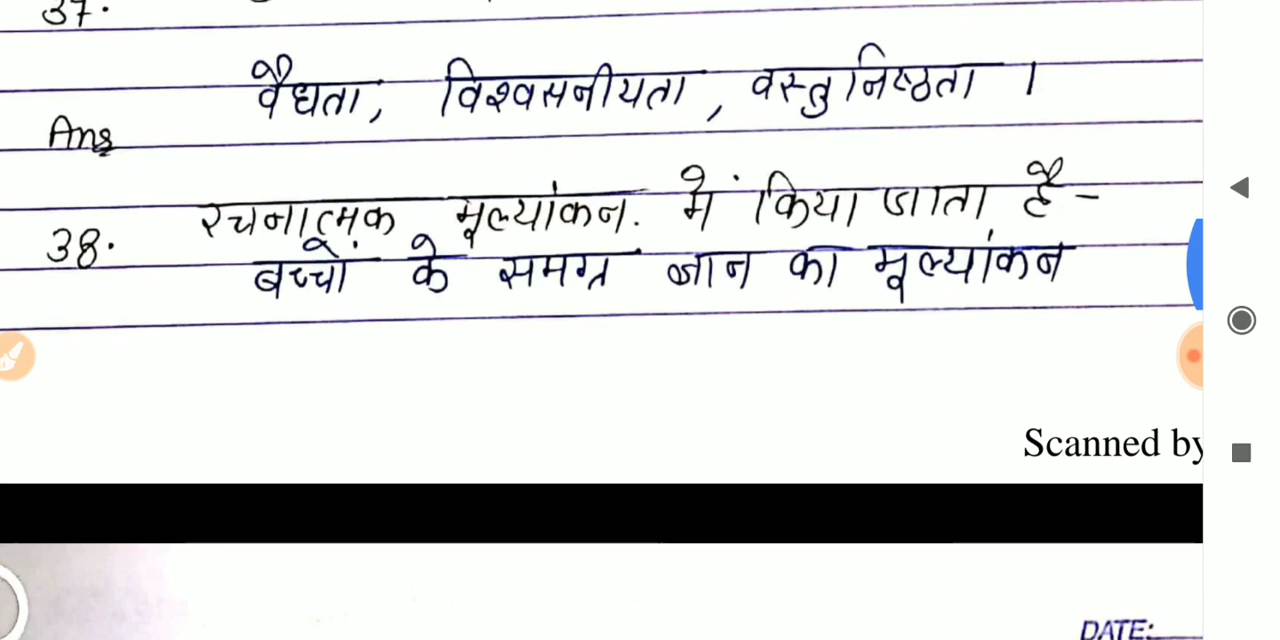 37.
वैधता, विश्वसनीयता, वस्तुनिष्ठता ।
Ans
38. रचनात्मक मूल्यांकन. में किया जाता है -
बच्चों के समग्र ज्ञान का मूल्यांकन
Scanned by
DATE: